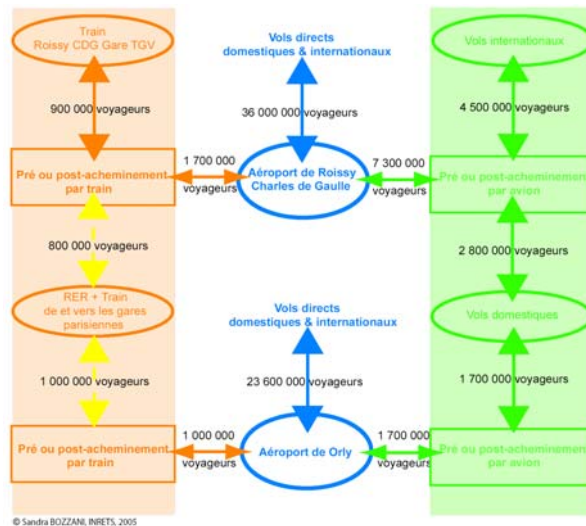 Train
Roissy CDG Gare TGV
Vols directs
domestiques & internationaux
Vols internationaux
900 000 voyageurs
36 000 000 voyageurs
4 500 000 voyageurs
Pré ou post-acheminement
par train
1 700 000
voyageurs
Aéroport de Roissy
Charles de Gaulle
7 300 000
voyageurs
Pré ou post-acheminement
par avion
800 000 voyageurs
2 800 000 voyageurs
RER + Train
de et vers les gares
parisiennes
Vols directs
domestiques & internationaux
Vols domestiques
1 000 000 voyageurs
23 600 000 voyageurs
1 700 000 voyageurs
Pré ou post-acheminement
par train
1 000 000
voyageurs
Aéroport de Orly
1 700 000
voyageurs
Pré ou post-acheminement
par avion
© Sandra BOZZANI, INRETS, 2005